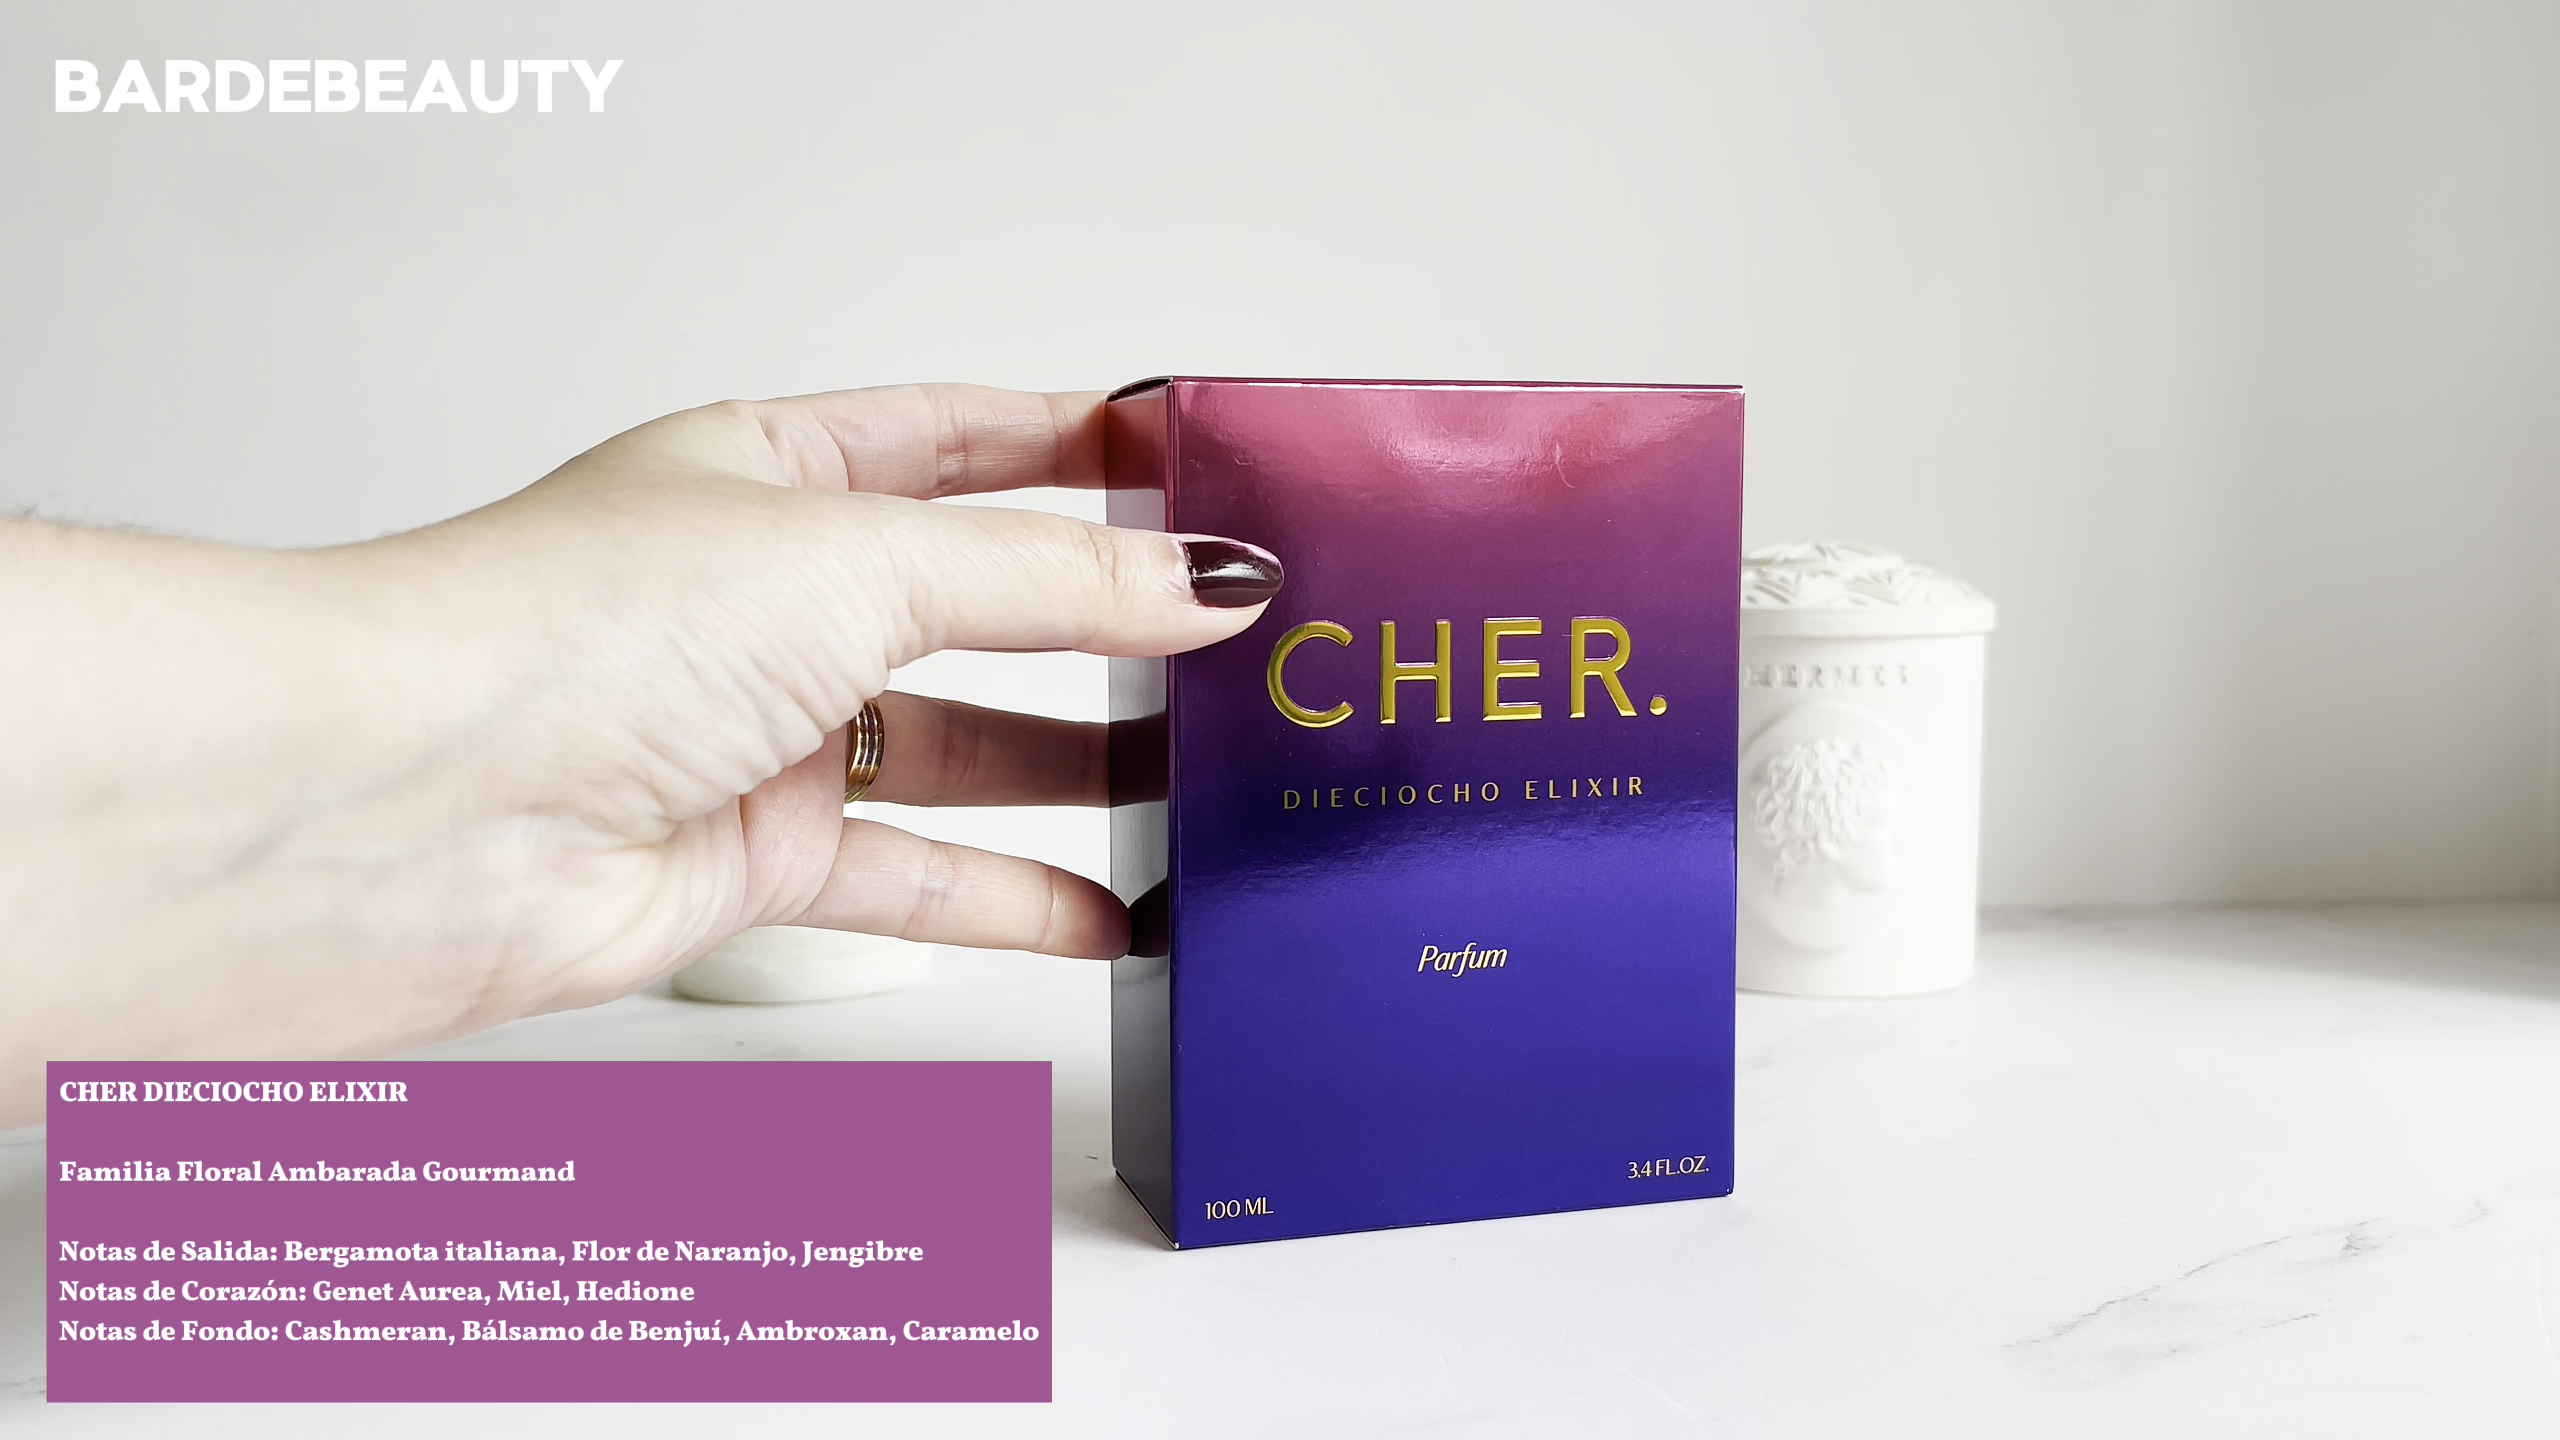 BARDEBEAUTY
CHER.
DIECIOCHO ELIXIR
Parfum
3.4 FL.OZ.
100 ML
HERMES
CHER DIECIOCHO ELIXIR
Familia Floral Ambarada Gourmand
Notas de Salida: Bergamota italiana, Flor de Naranjo, Jengibre
Notas de Corazón: Genet Aurea, Miel, Hedione
Notas de Fondo: Cashmeran, Bálsamo de Benjuí, Ambroxan, Caramelo